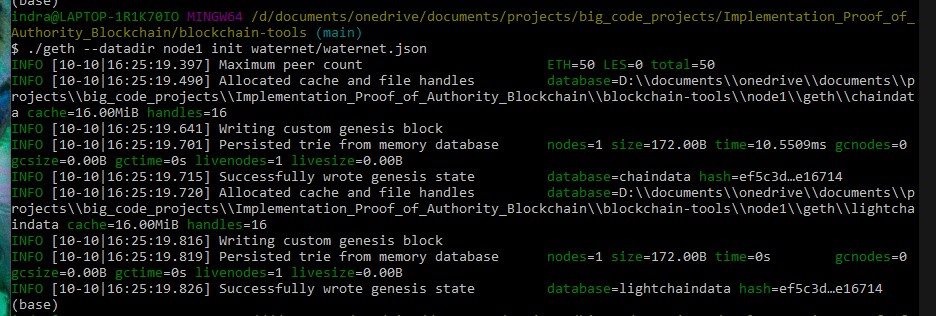 (base)
indra@LAPTOP-1R1K70IO MINGW64 /d/documents/onedrive/documents/projects/big_code_projects/Implementation_Proof_of_
Authority_Blockchain/blockchain-tools (main)
$ ./geth --datadir node1 init waternet/waternet.json
INFO [10-10|16:25:19.397] Maximum peer count                       ETH=50 LES=0 total=50
INFO [10-10|16:25:19.490] Allocated cache and file handles         database=D:\\documents\\onedrive\\documents\\p
rojects\\big_code_projects\\Implementation_Proof_of_Authority_Blockchain\\blockchain-tools\\node1\\geth\\chaindat
a cache=16.00MiB handles=16
INFO [10-10|16:25:19.641] Writing custom genesis block
INFO [10-10|16:25:19.701] Persisted trie from memory database      nodes=1 size=172.00B time=10.5509ms gcnodes=0
gcsize=0.00B gctime=0s livenodes=1 livesize=0.00B
INFO [10-10|16:25:19.715] Successfully wrote genesis state         database=chaindata hash=ef5c3d…e16714
INFO [10-10|16:25:19.720] Allocated cache and file handles         database=D:\\documents\\onedrive\\documents\\p
rojects\\big_code_projects\\Implementation_Proof_of_Authority_Blockchain\\blockchain-tools\\node1\\geth\\lightcha
indata cache=16.00MiB handles=16
INFO [10-10|16:25:19.816] Writing custom genesis block
INFO [10-10|16:25:19.819] Persisted trie from memory database      nodes=1 size=172.00B time=0s        gcnodes=0
gcsize=0.00B gctime=0s livenodes=1 livesize=0.00B
INFO [10-10|16:25:19.826] Successfully wrote genesis state         database=lightchaindata hash=ef5c3d…e16714
(base)